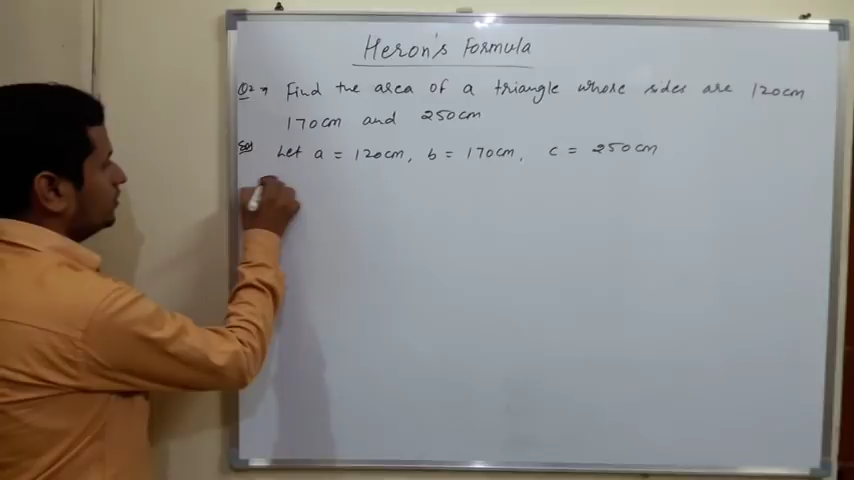 Heron's Formula
Q2 → Find the area of a triangle whose sides are 120cm
170cm and 250cm
Sol Let a = 120cm, b = 170cm, c = 250cm